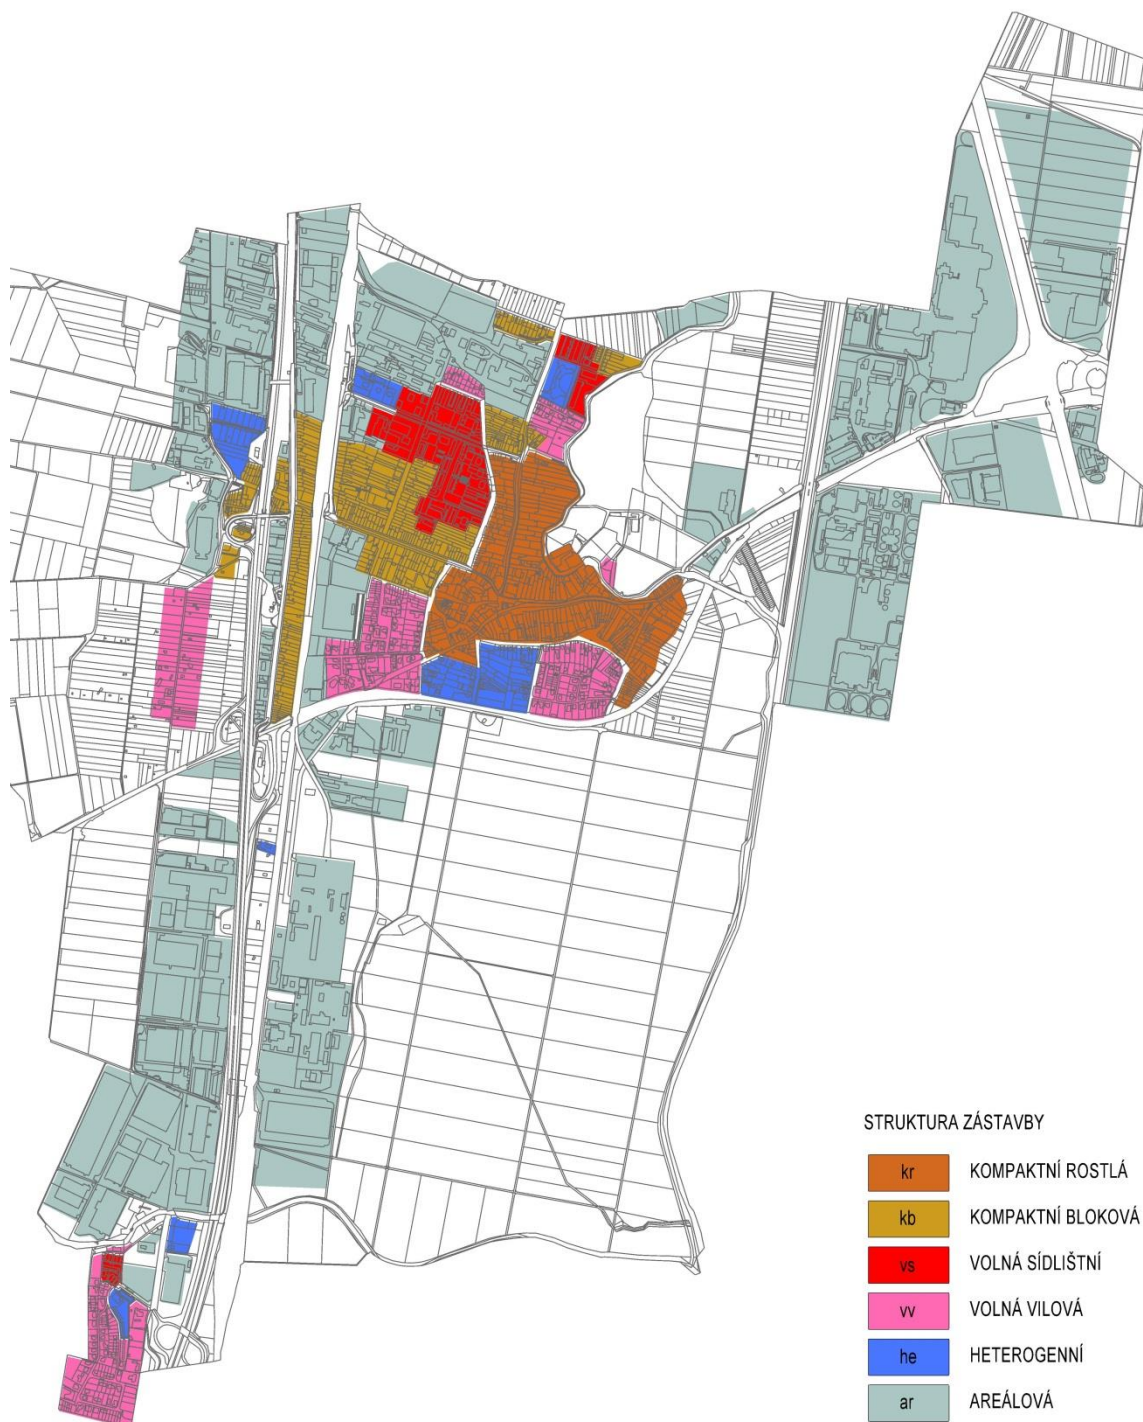 STRUKTURA ZÁSTAVBY
kr KOMPAKTNÍ ROSTLÁ
kb KOMPAKTNÍ BLOKOVÁ
vs VOLNÁ SÍDLIŠTNÍ
vv VOLNÁ VILOVÁ
he HETEROGENNÍ
ar AREÁLOVÁ